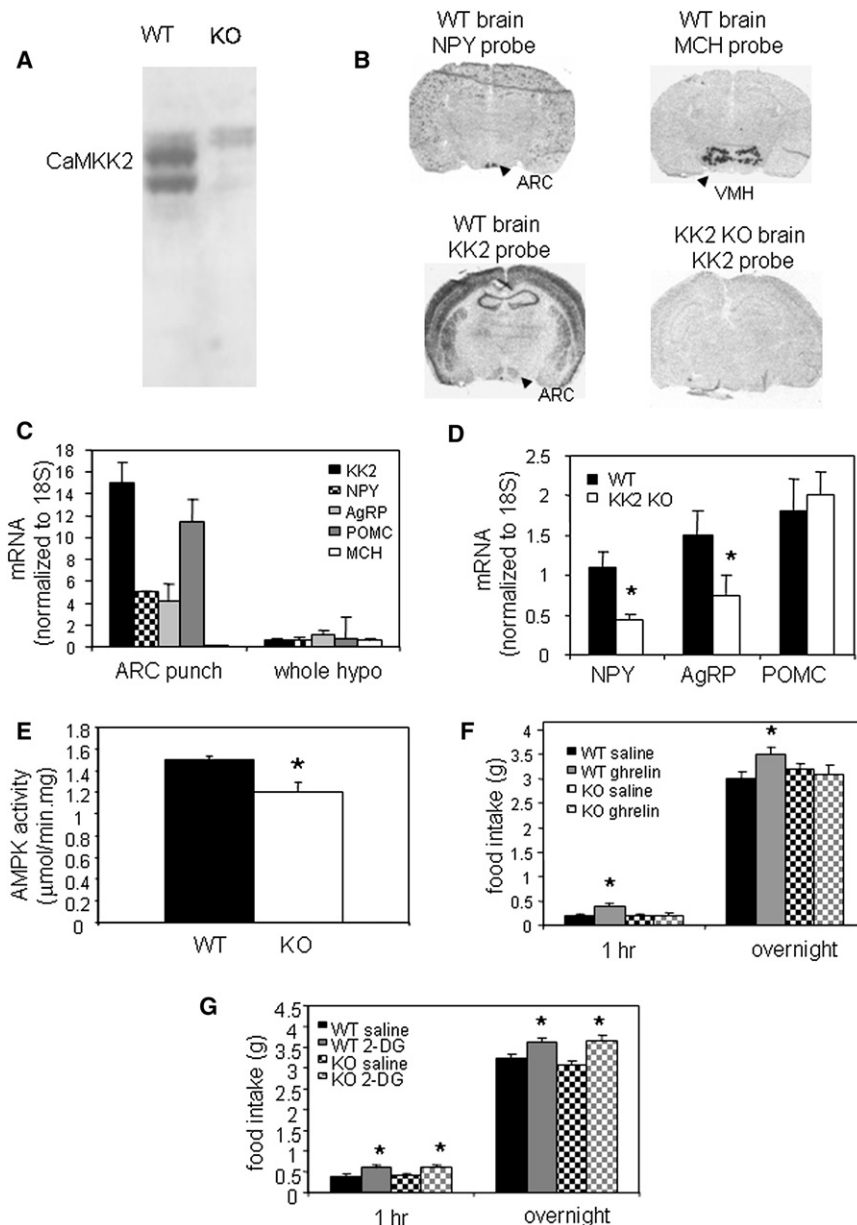 A
WT KO
CaMKK2
B
WT brain
NPY probe
ARC
WT brain
MCH probe
VMH
WT brain
KK2 probe
ARC
KK2 KO brain
KK2 probe
C
mRNA
(normalized to 18S)
18
16
14
12
10
8
6
4
2
0
KK2
NPY
AgRP
POMC
MCH
ARC punch whole hypo
D
mRNA
(normalized to 18S)
2.5
2
1.5
1
0.5
0
WT
KK2 KO
*
*
NPY AgRP POMC
E
AMPK activity
(µmol/min.mg)
1.8
1.6
1.4
1.2
1
0.8
0.6
0.4
0.2
0
*
WT KO
F
food intake (g)
4
3.5
3
2.5
2
1.5
1
0.5
0
WT saline
WT ghrelin
KO saline
KO ghrelin
*
*
1 hr overnight
G
food intake (g)
4.5
4
3.5
3
2.5
2
1.5
1
0.5
0
WT saline
WT 2-DG
KO saline
KO 2-DG
* *
* *
1 hr overnight